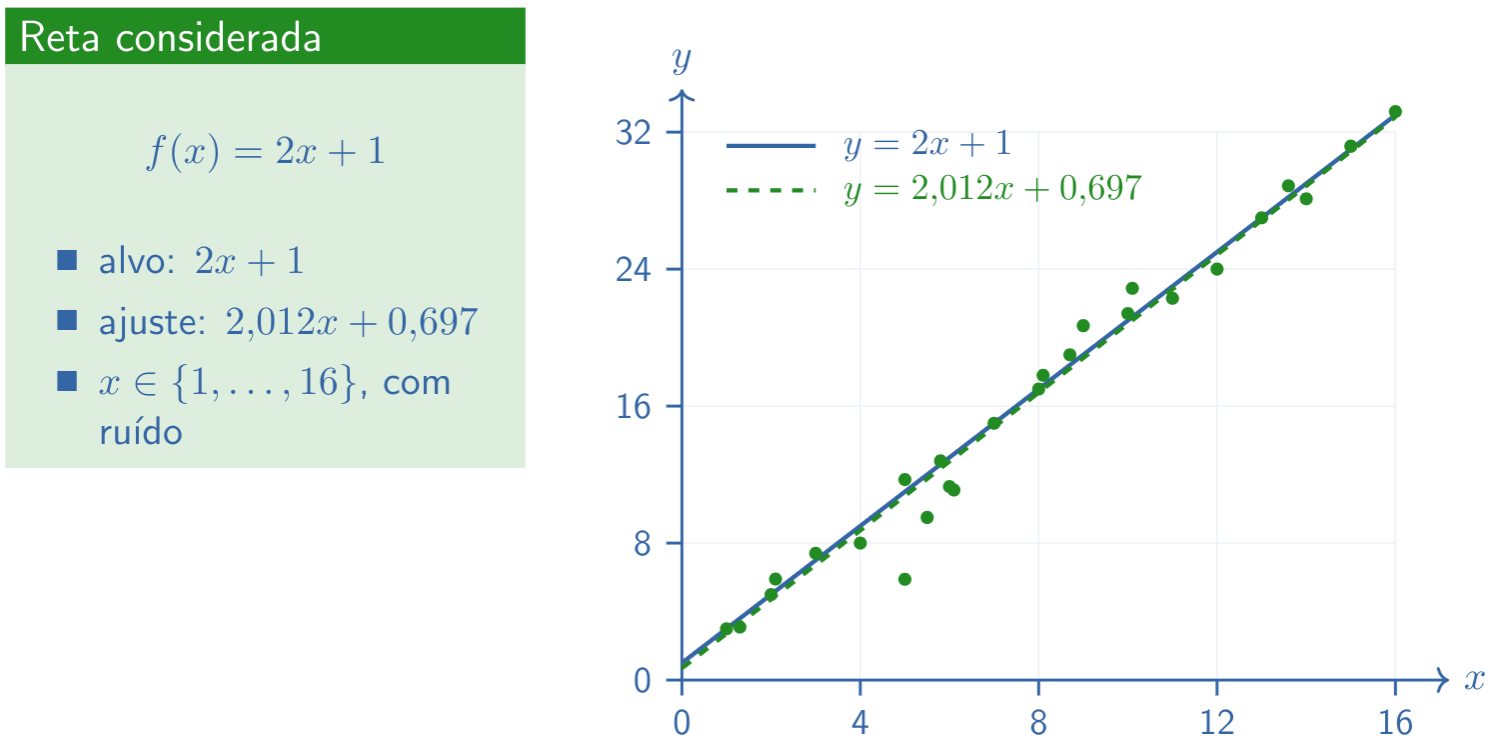 Reta considerada
f(x) = 2x + 1
alvo: 2x + 1
ajuste: 2,012x + 0,697
x ∈ {1, . . . , 16}, com
ruído
y
32
24
16
8
0
y = 2x + 1
y = 2,012x + 0,697
0 4 8 12 16
x